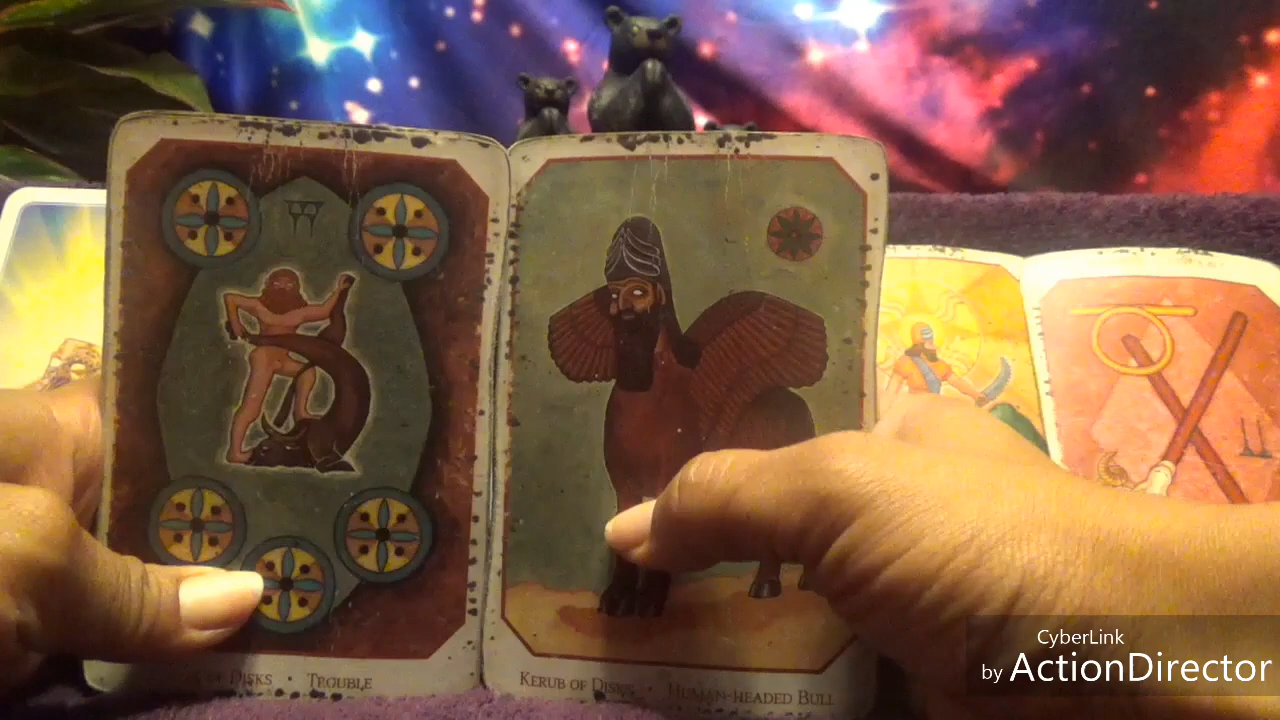 DISKS • TROUBLE
KERUB OF DISKS • HUMAN-HEADED BULL
CyberLink
by ActionDirector